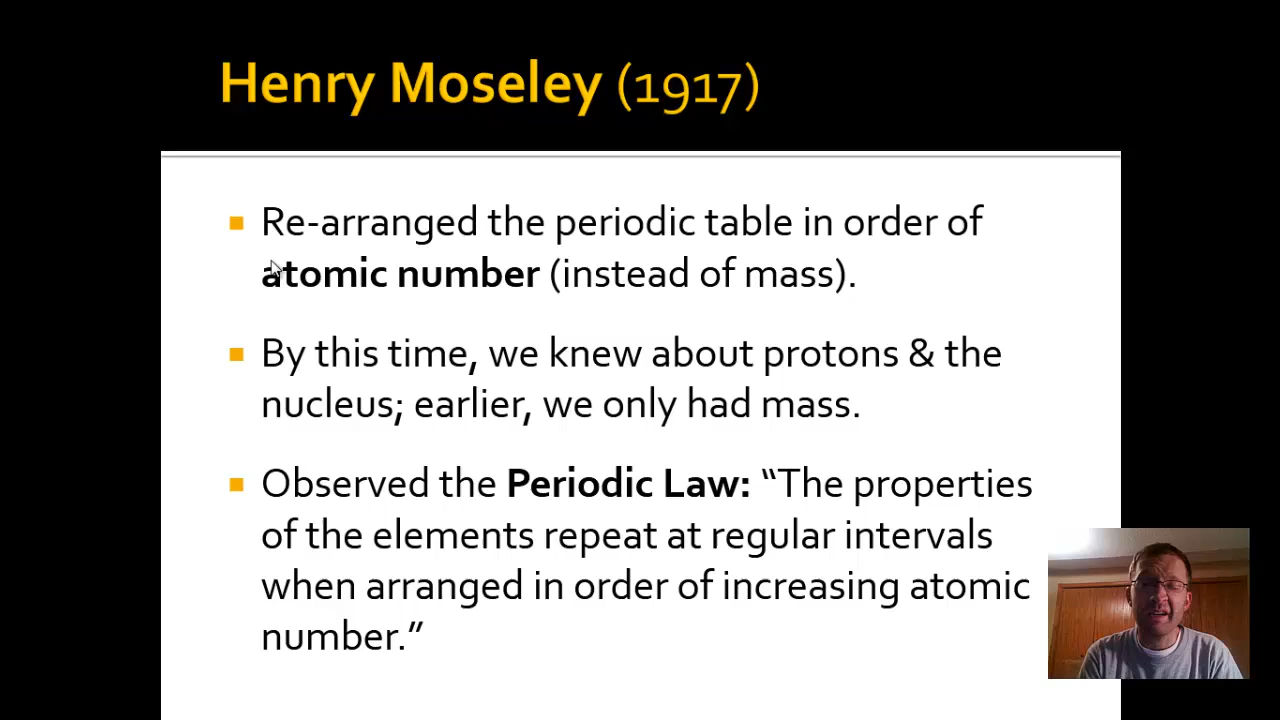 Henry Moseley (1917)
Re-arranged the periodic table in order of
atomic number (instead of mass).
By this time, we knew about protons & the
nucleus; earlier, we only had mass.
Observed the Periodic Law: “The properties
of the elements repeat at regular intervals
when arranged in order of increasing atomic
number.”